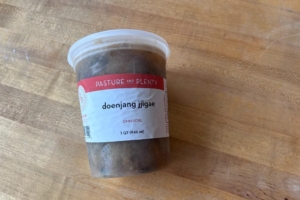 PASTURE AND PLENTY
doenjang jjigae
1 QT (946 ml)